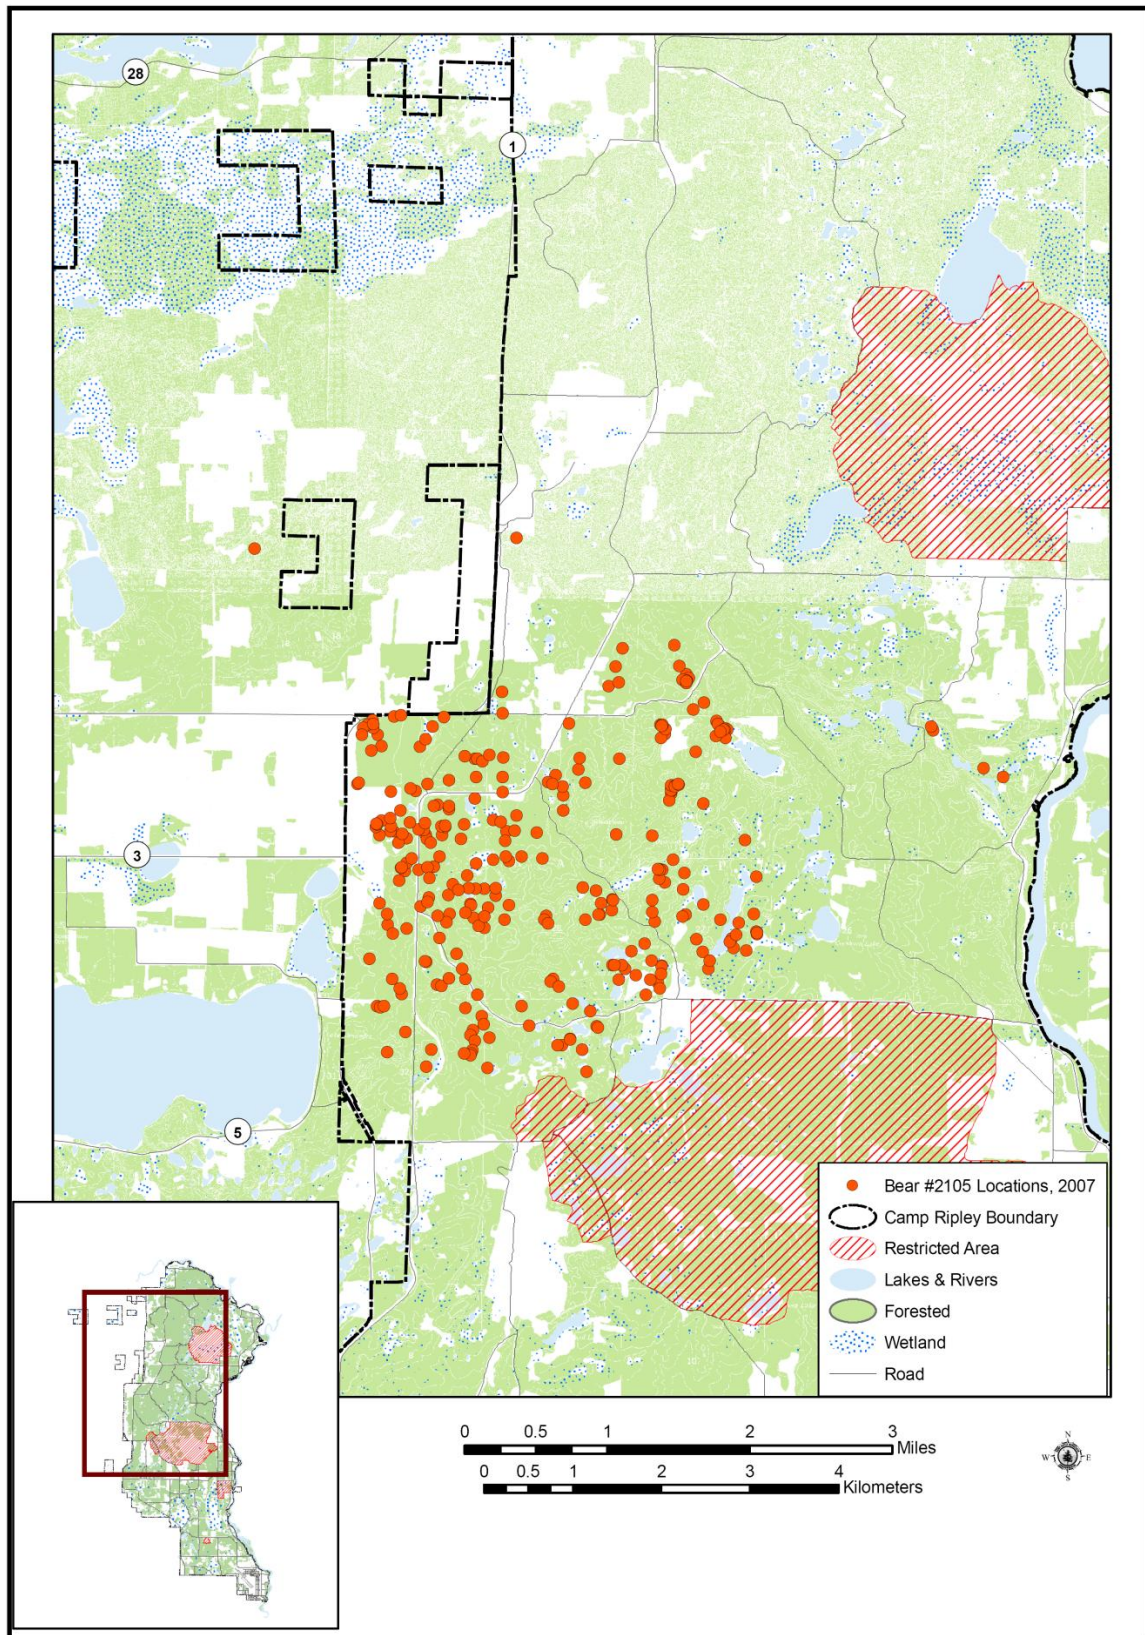 28
1
3
5
Bear #2105 Locations, 2007
Camp Ripley Boundary
Restricted Area
Lakes & Rivers
Forested
Wetland
Road
0 0.5 1 2 3
Miles
0 0.5 1 2 3 4
Kilometers
N
W E
S